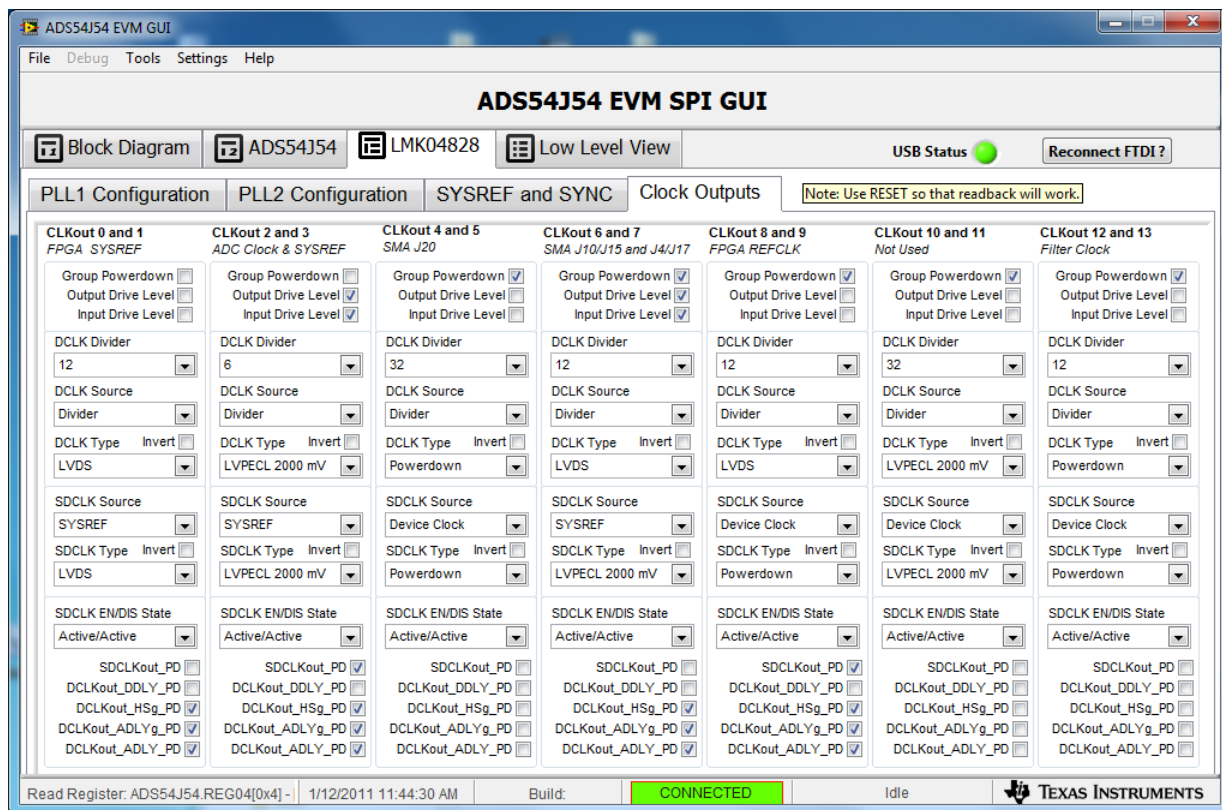 ADS54J54 EVM GUI
File Debug Tools Settings Help
ADS54J54 EVM SPI GUI
Block Diagram ADS54J54 LMK04828 Low Level View USB Status Reconnect FTDI ?
PLL1 Configuration PLL2 Configuration SYSREF and SYNC Clock Outputs Note: Use RESET so that readback will work.
CLKout 0 and 1 CLKout 2 and 3 CLKout 4 and 5 CLKout 6 and 7 CLKout 8 and 9 CLKout 10 and 11 CLKout 12 and 13
FPGA SYSREF ADC Clock & SYSREF SMA J20 SMA J10/J15 and J4/J17 FPGA REFCLK Not Used Filter Clock
Group Powerdown Group Powerdown Group Powerdown Group Powerdown Group Powerdown Group Powerdown Group Powerdown
Output Drive Level Output Drive Level Output Drive Level Output Drive Level Output Drive Level Output Drive Level Output Drive Level
Input Drive Level Input Drive Level Input Drive Level Input Drive Level Input Drive Level Input Drive Level Input Drive Level
DCLK Divider DCLK Divider DCLK Divider DCLK Divider DCLK Divider DCLK Divider DCLK Divider
12 6 32 12 12 32 12
DCLK Source DCLK Source DCLK Source DCLK Source DCLK Source DCLK Source DCLK Source
Divider Divider Divider Divider Divider Divider Divider
DCLK Type Invert DCLK Type Invert DCLK Type Invert DCLK Type Invert DCLK Type Invert DCLK Type Invert DCLK Type Invert
LVDS LVPECL 2000 mV Powerdown LVDS LVDS LVPECL 2000 mV Powerdown
SDCLK Source SDCLK Source SDCLK Source SDCLK Source SDCLK Source SDCLK Source SDCLK Source
SYSREF SYSREF Device Clock SYSREF Device Clock Device Clock Device Clock
SDCLK Type Invert SDCLK Type Invert SDCLK Type Invert SDCLK Type Invert SDCLK Type Invert SDCLK Type Invert SDCLK Type Invert
LVDS LVPECL 2000 mV Powerdown LVPECL 2000 mV Powerdown LVPECL 2000 mV Powerdown
SDCLK EN/DIS State SDCLK EN/DIS State SDCLK EN/DIS State SDCLK EN/DIS State SDCLK EN/DIS State SDCLK EN/DIS State SDCLK EN/DIS State
Active/Active Active/Active Active/Active Active/Active Active/Active Active/Active Active/Active
SDCLKout_PD SDCLKout_PD SDCLKout_PD SDCLKout_PD SDCLKout_PD SDCLKout_PD SDCLKout_PD
DCLKout_DDLY_PD DCLKout_DDLY_PD DCLKout_DDLY_PD DCLKout_DDLY_PD DCLKout_DDLY_PD DCLKout_DDLY_PD DCLKout_DDLY_PD
DCLKout_HSg_PD DCLKout_HSg_PD DCLKout_HSg_PD DCLKout_HSg_PD DCLKout_HSg_PD DCLKout_HSg_PD DCLKout_HSg_PD
DCLKout_ADLYg_PD DCLKout_ADLYg_PD DCLKout_ADLYg_PD DCLKout_ADLYg_PD DCLKout_ADLYg_PD DCLKout_ADLYg_PD DCLKout_ADLYg_PD
DCLKout_ADLY_PD DCLKout_ADLY_PD DCLKout_ADLY_PD DCLKout_ADLY_PD DCLKout_ADLY_PD DCLKout_ADLY_PD DCLKout_ADLY_PD
Read Register: ADS54J54.REG04[0x4] - 1/12/2011 11:44:30 AM Build: CONNECTED Idle TEXAS INSTRUMENTS